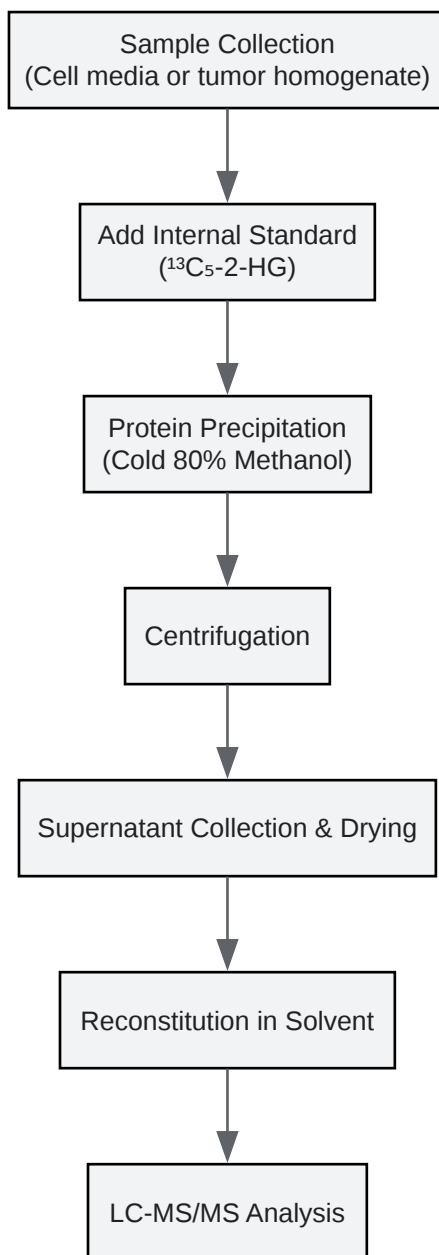 Sample Collection
(Cell media or tumor homogenate)
Add Internal Standard
(¹³C₅-2-HG)
Protein Precipitation
(Cold 80% Methanol)
Centrifugation
Supernatant Collection & Drying
Reconstitution in Solvent
LC-MS/MS Analysis